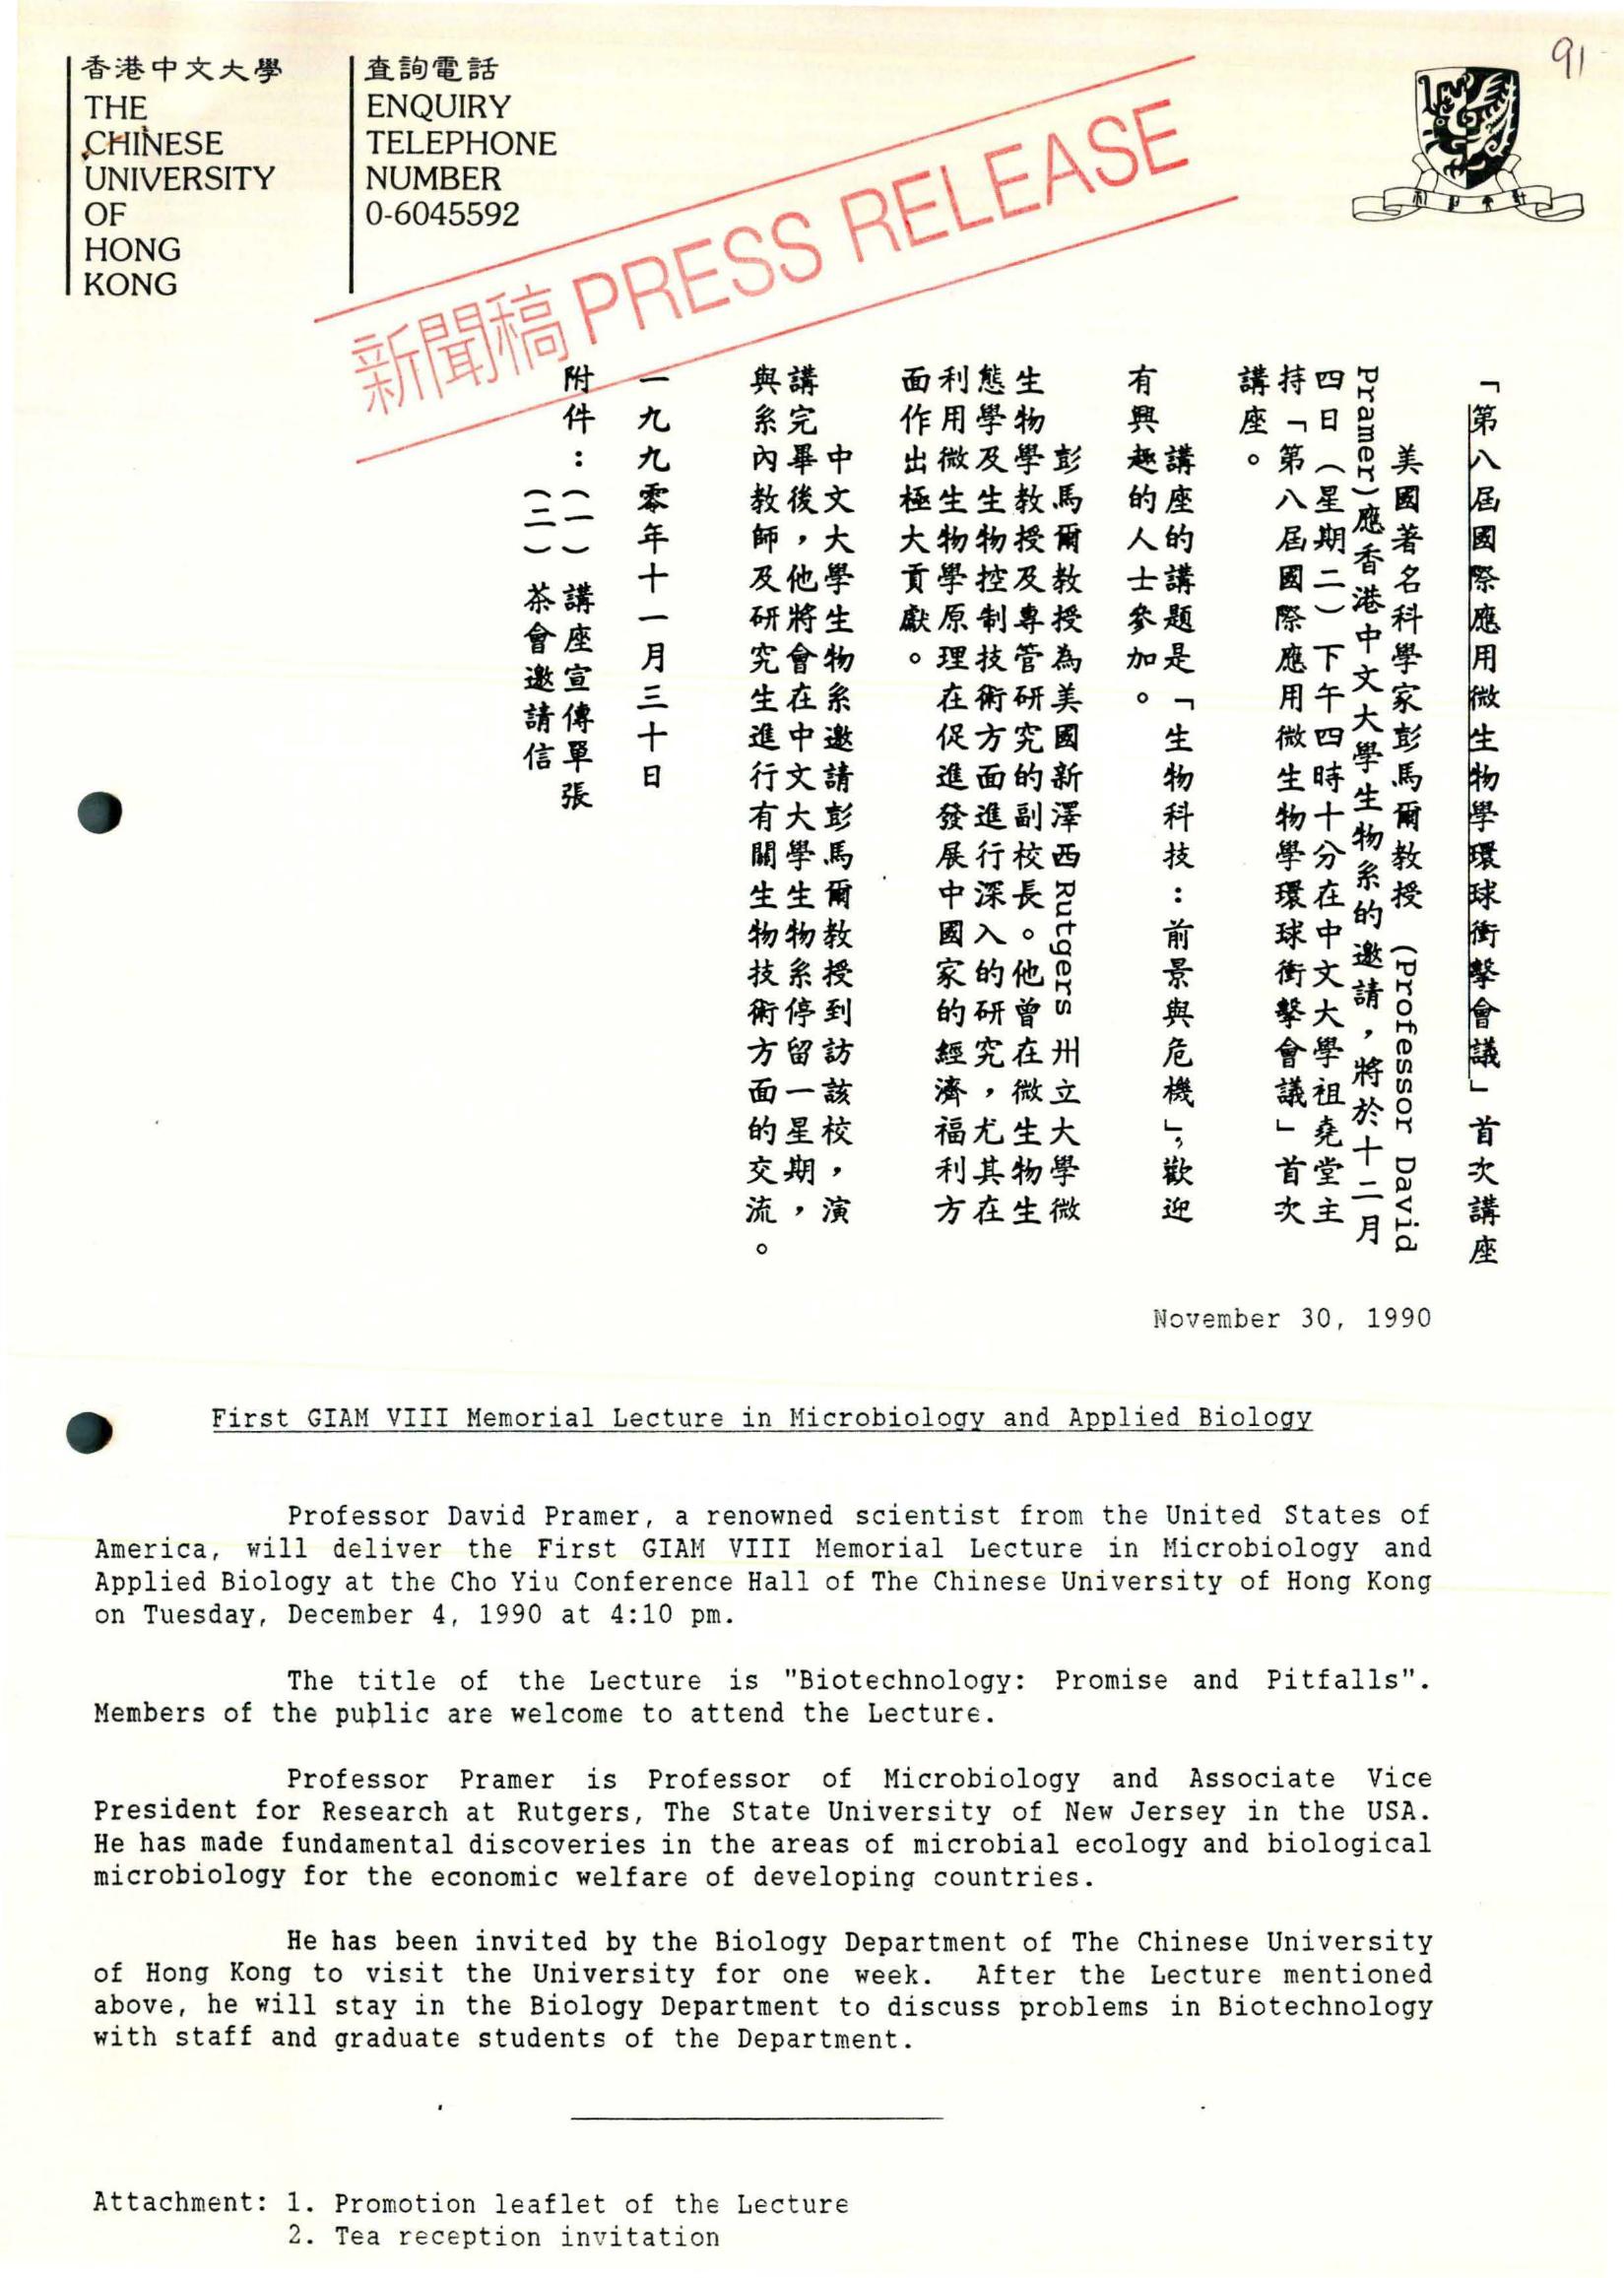 91
香港中文大學
THE
CHINESE
UNIVERSITY
OF
HONG
KONG
查詢電話
ENQUIRY
TELEPHONE
NUMBER
0-6045592
新聞稿 PRESS RELEASE
「第八屆國際應用微生物學環球衝擊會議」首次講座
美國著名科學家彭馬爾教授 (Professor David
Pramer)應香港中文大學生物系的邀請,將於十二月
四日(星期二)下午四時十分在中文大學祖堯堂主
持「第八屆國際應用微生物學環球衝擊會議」首次
講座。
講座的講題是「生物科技:前景與危機」,歡迎
有興趣的人士參加。
彭馬爾教授為美國新澤西Rutgers 州立大學微
生物學教授及專管研究的副校長。他曾在微生物生
態學及生物控制技術方面進行深入的研究,尤其在
利用微生物學原理在促進發展中國家的經濟福利方
面作出極大貢獻。
中文大學生物系邀請彭馬爾教授到訪該校,演
講完畢後,他將會在中文大學生物系停留一星期,
與系內教師及研究生進行有關生物技術方面的交流。
一九九零年十一月三十日
附件:(一)講座宣傳單張
(二)茶會邀請信
November 30, 1990
First GIAM VIII Memorial Lecture in Microbiology and Applied Biology
Professor David Pramer, a renowned scientist from the United States of
America, will deliver the First GIAM VIII Memorial Lecture in Microbiology and
Applied Biology at the Cho Yiu Conference Hall of The Chinese University of Hong Kong
on Tuesday, December 4, 1990 at 4:10 pm.
The title of the Lecture is "Biotechnology: Promise and Pitfalls".
Members of the public are welcome to attend the Lecture.
Professor Pramer is Professor of Microbiology and Associate Vice
President for Research at Rutgers, The State University of New Jersey in the USA.
He has made fundamental discoveries in the areas of microbial ecology and biological
microbiology for the economic welfare of developing countries.
He has been invited by the Biology Department of The Chinese University
of Hong Kong to visit the University for one week. After the Lecture mentioned
above, he will stay in the Biology Department to discuss problems in Biotechnology
with staff and graduate students of the Department.
Attachment: 1. Promotion leaflet of the Lecture
2. Tea reception invitation